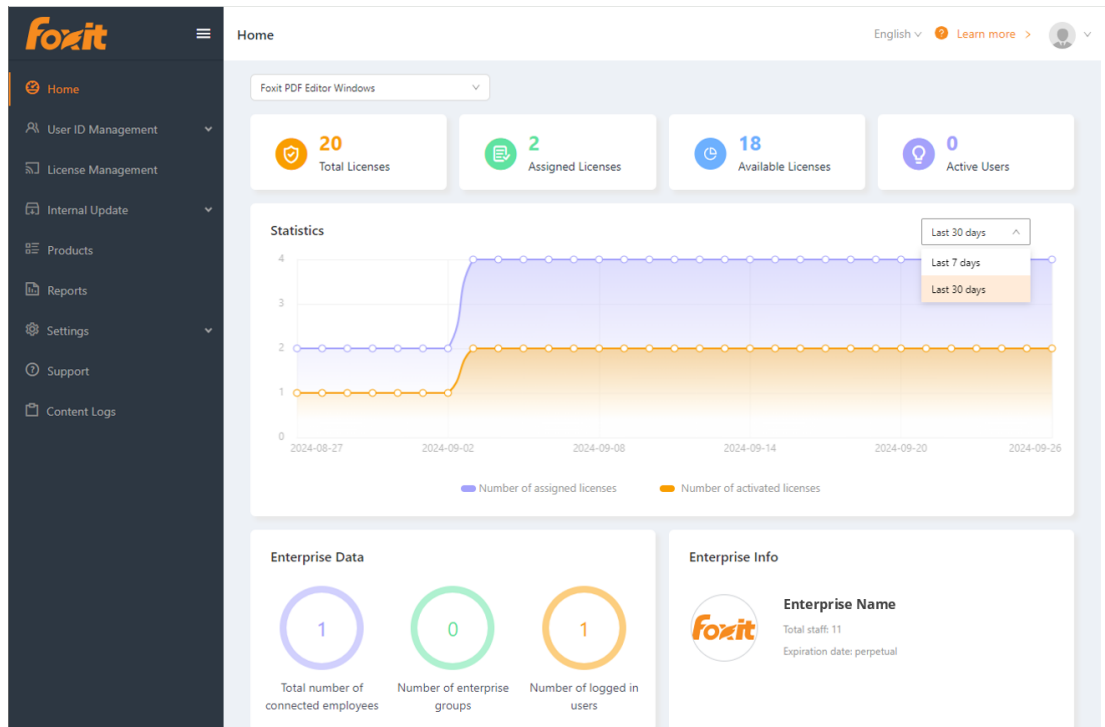 Foxit
Home
English
? Learn more >
Home
User ID Management
License Management
Internal Update
Products
Reports
Settings
Support
Content Logs
Foxit PDF Editor Windows
20
Total Licenses
2
Assigned Licenses
18
Available Licenses
0
Active Users
Statistics
Last 30 days
Last 7 days
Last 30 days
4
3
2
1
0
2024-08-27 2024-09-02 2024-09-08 2024-09-14 2024-09-20 2024-09-26
Number of assigned licenses Number of activated licenses
Enterprise Data
1
Total number of
connected employees
0
Number of enterprise
groups
1
Number of logged in
users
Enterprise Info
Foxit
Enterprise Name
Total staff: 11
Expiration date: perpetual